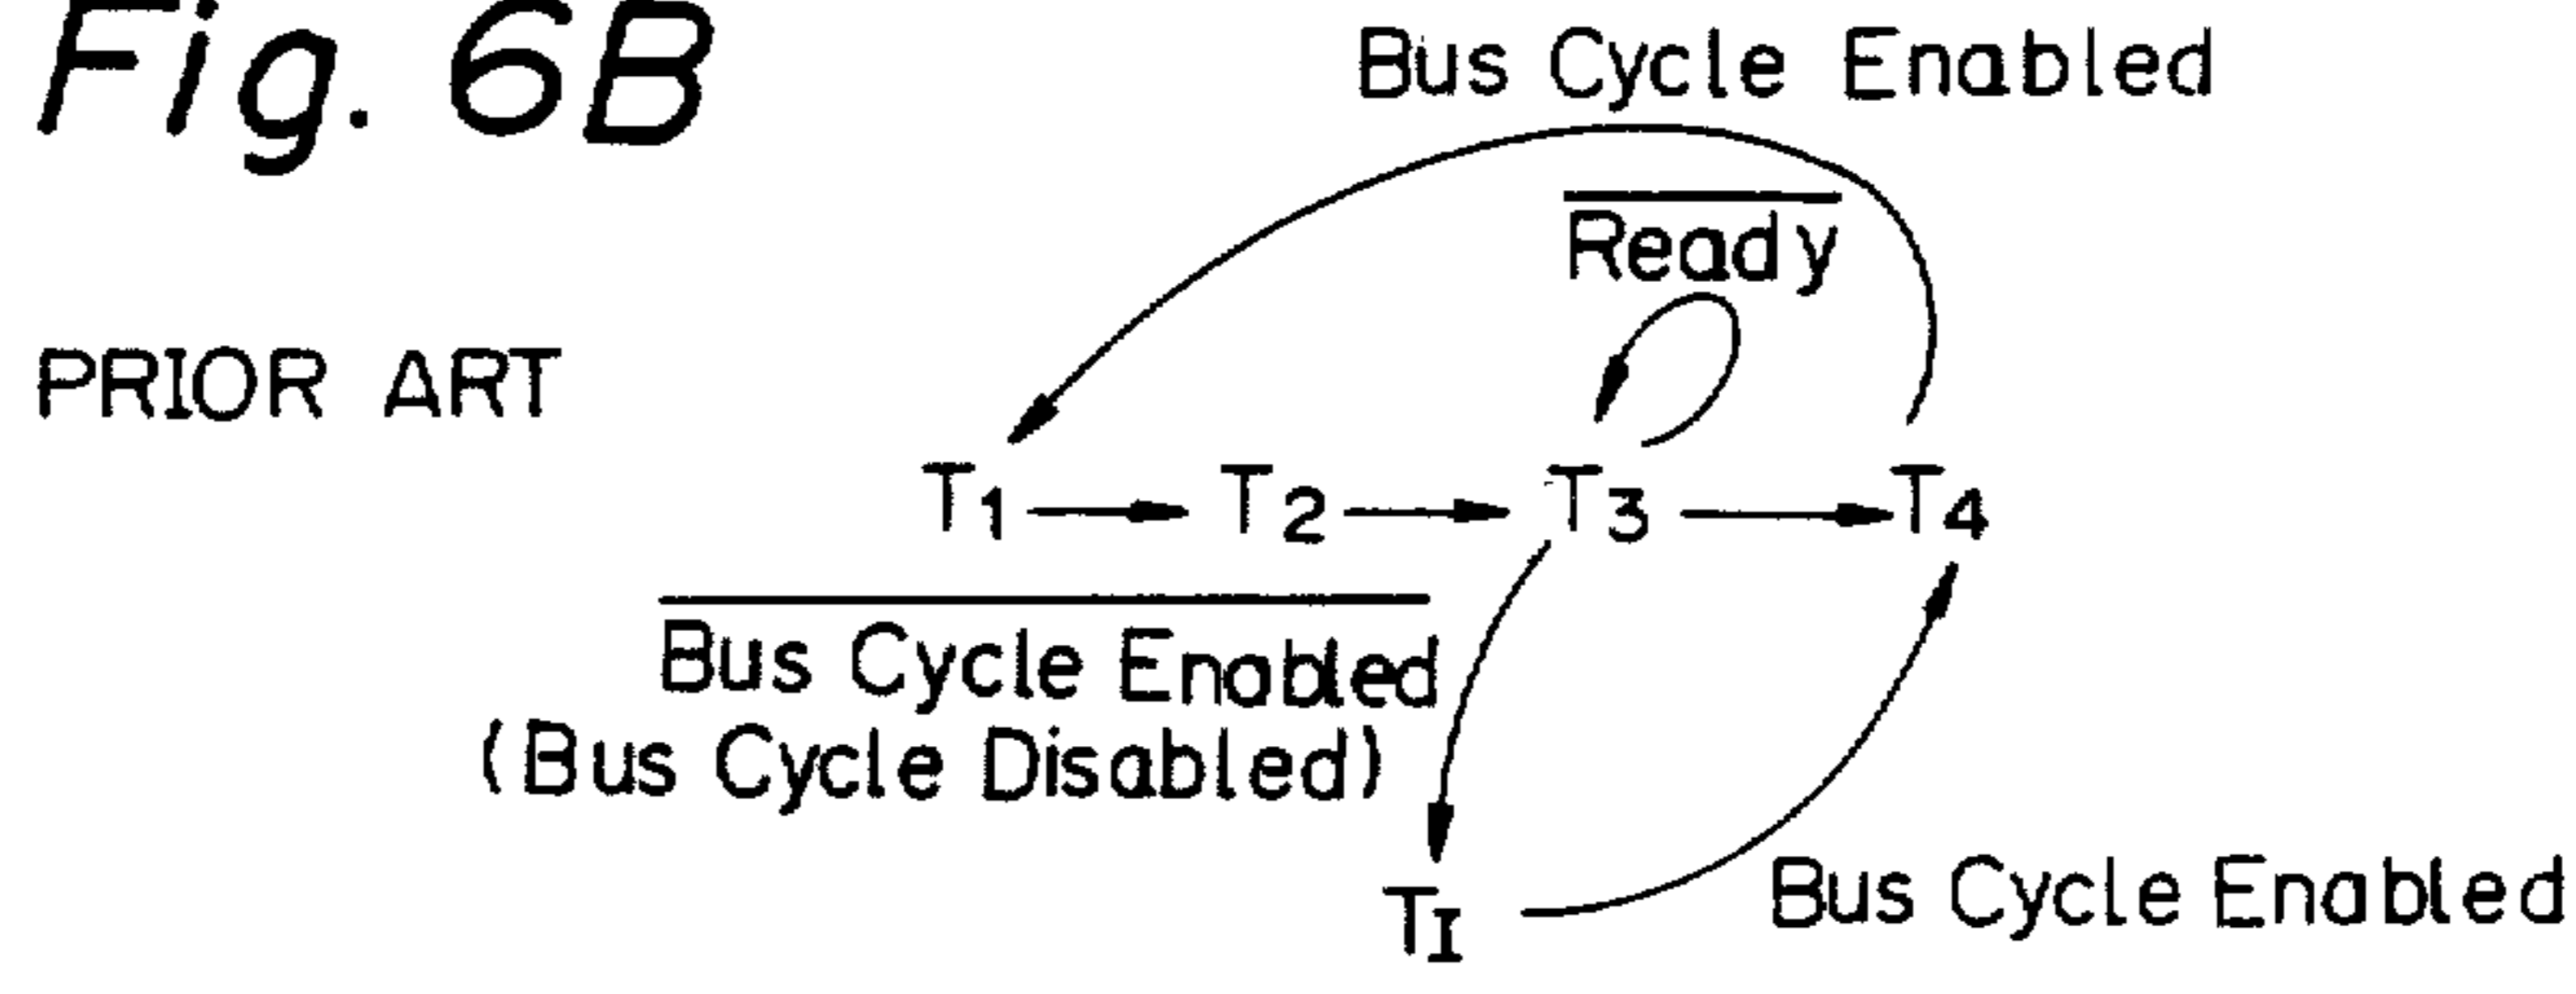 Fig. 6B
Bus Cycle Enabled
Ready
PRIOR ART
T1 T2 T3 T4
Bus Cycle Enabled
(Bus Cycle Disabled)
TI Bus Cycle Enabled